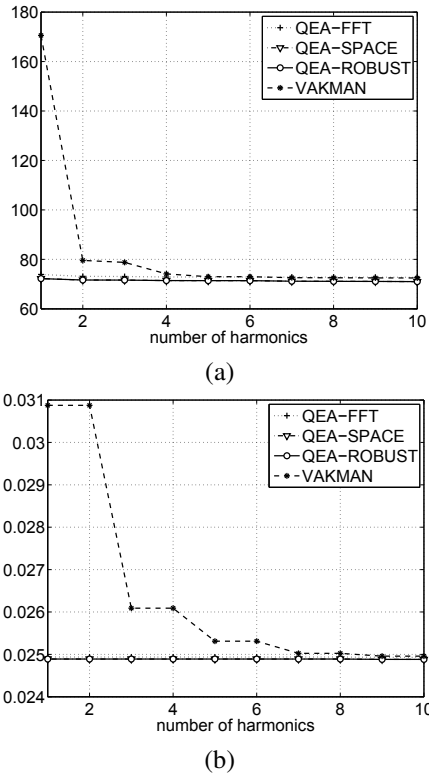 180
160
140
120
100
80
60
2
4
6
8
10
number of harmonics
QEA-FFT
QEA-SPACE
QEA-ROBUST
VAKMAN
(a)
0.031
0.03
0.029
0.028
0.027
0.026
0.025
0.024
2
4
6
8
10
number of harmonics
QEA-FFT
QEA-SPACE
QEA-ROBUST
VAKMAN
(b)